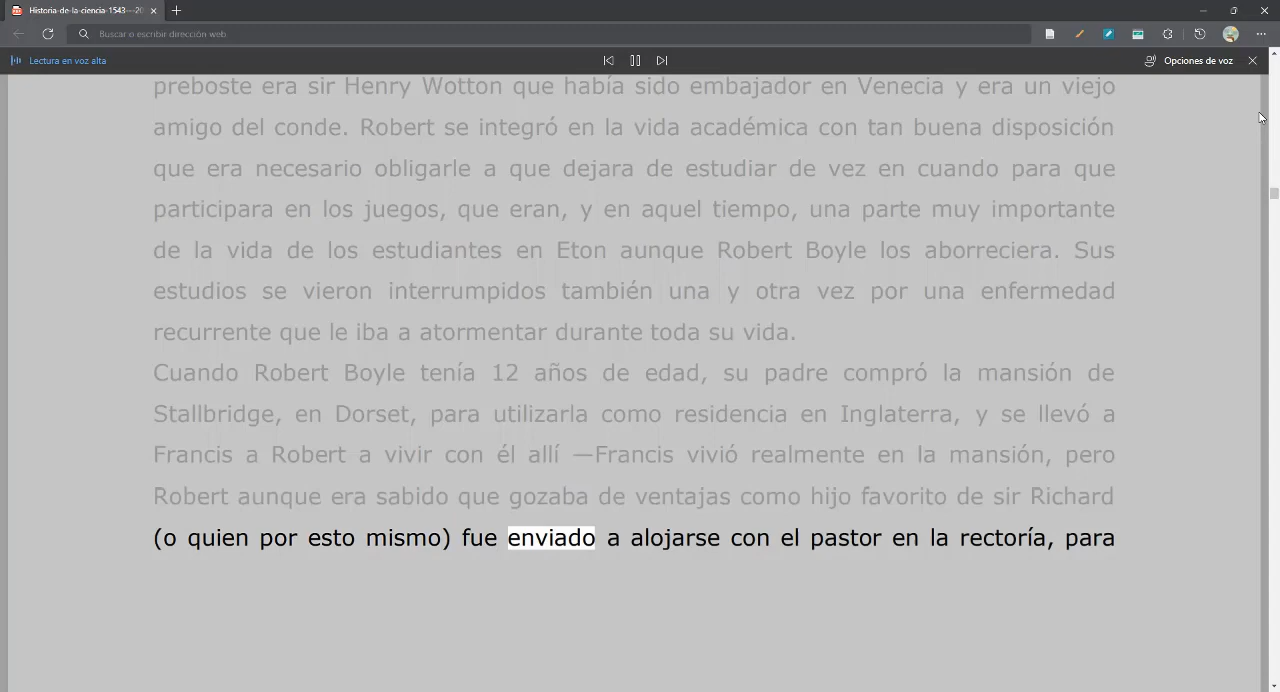 Historia-de-la-ciencia-1543---20
Buscar o escribir dirección web
Lectura en voz alta
Opciones de voz
preboste era sir Henry Wotton que había sido embajador en Venecia y era un viejo
amigo del conde. Robert se integró en la vida académica con tan buena disposición
que era necesario obligarle a que dejara de estudiar de vez en cuando para que
participara en los juegos, que eran, y en aquel tiempo, una parte muy importante
de la vida de los estudiantes en Eton aunque Robert Boyle los aborreciera. Sus
estudios se vieron interrumpidos también una y otra vez por una enfermedad
recurrente que le iba a atormentar durante toda su vida.
Cuando Robert Boyle tenía 12 años de edad, su padre compró la mansión de
Stallbridge, en Dorset, para utilizarla como residencia en Inglaterra, y se llevó a
Francis a Robert a vivir con él allí —Francis vivió realmente en la mansión, pero
Robert aunque era sabido que gozaba de ventajas como hijo favorito de sir Richard
(o quien por esto mismo) fue enviado a alojarse con el pastor en la rectoría, para